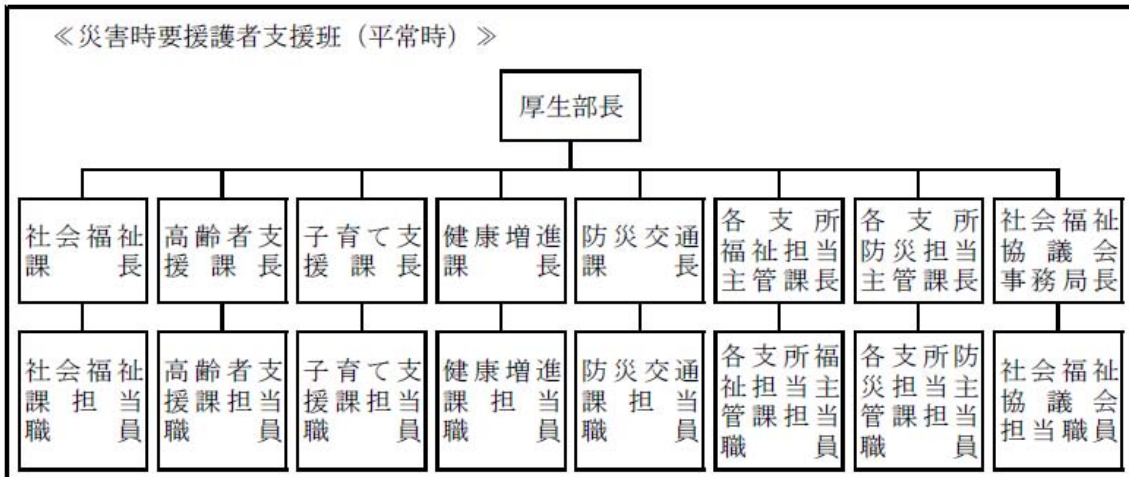 ≪災害時要援護者支援班（平常時）≫
厚生部長
社会福祉
課長
高齢者支
援課長
子育て支
援課長
健康増進
課長
防災交通
課長
各支所
福祉担当
主管課長
各支所
防災担当
主管課長
社会福祉
協議会
事務局長
社会福祉
課担当
職員
高齢者支
援課担当
職員
子育て支
援課担当
職員
健康増進
課担当
職員
防災交通
課担当
職員
各支所福
祉担当主
管課担当
職員
各支所防
災担当主
管課担当
職員
社会福祉
協議会
担当職員